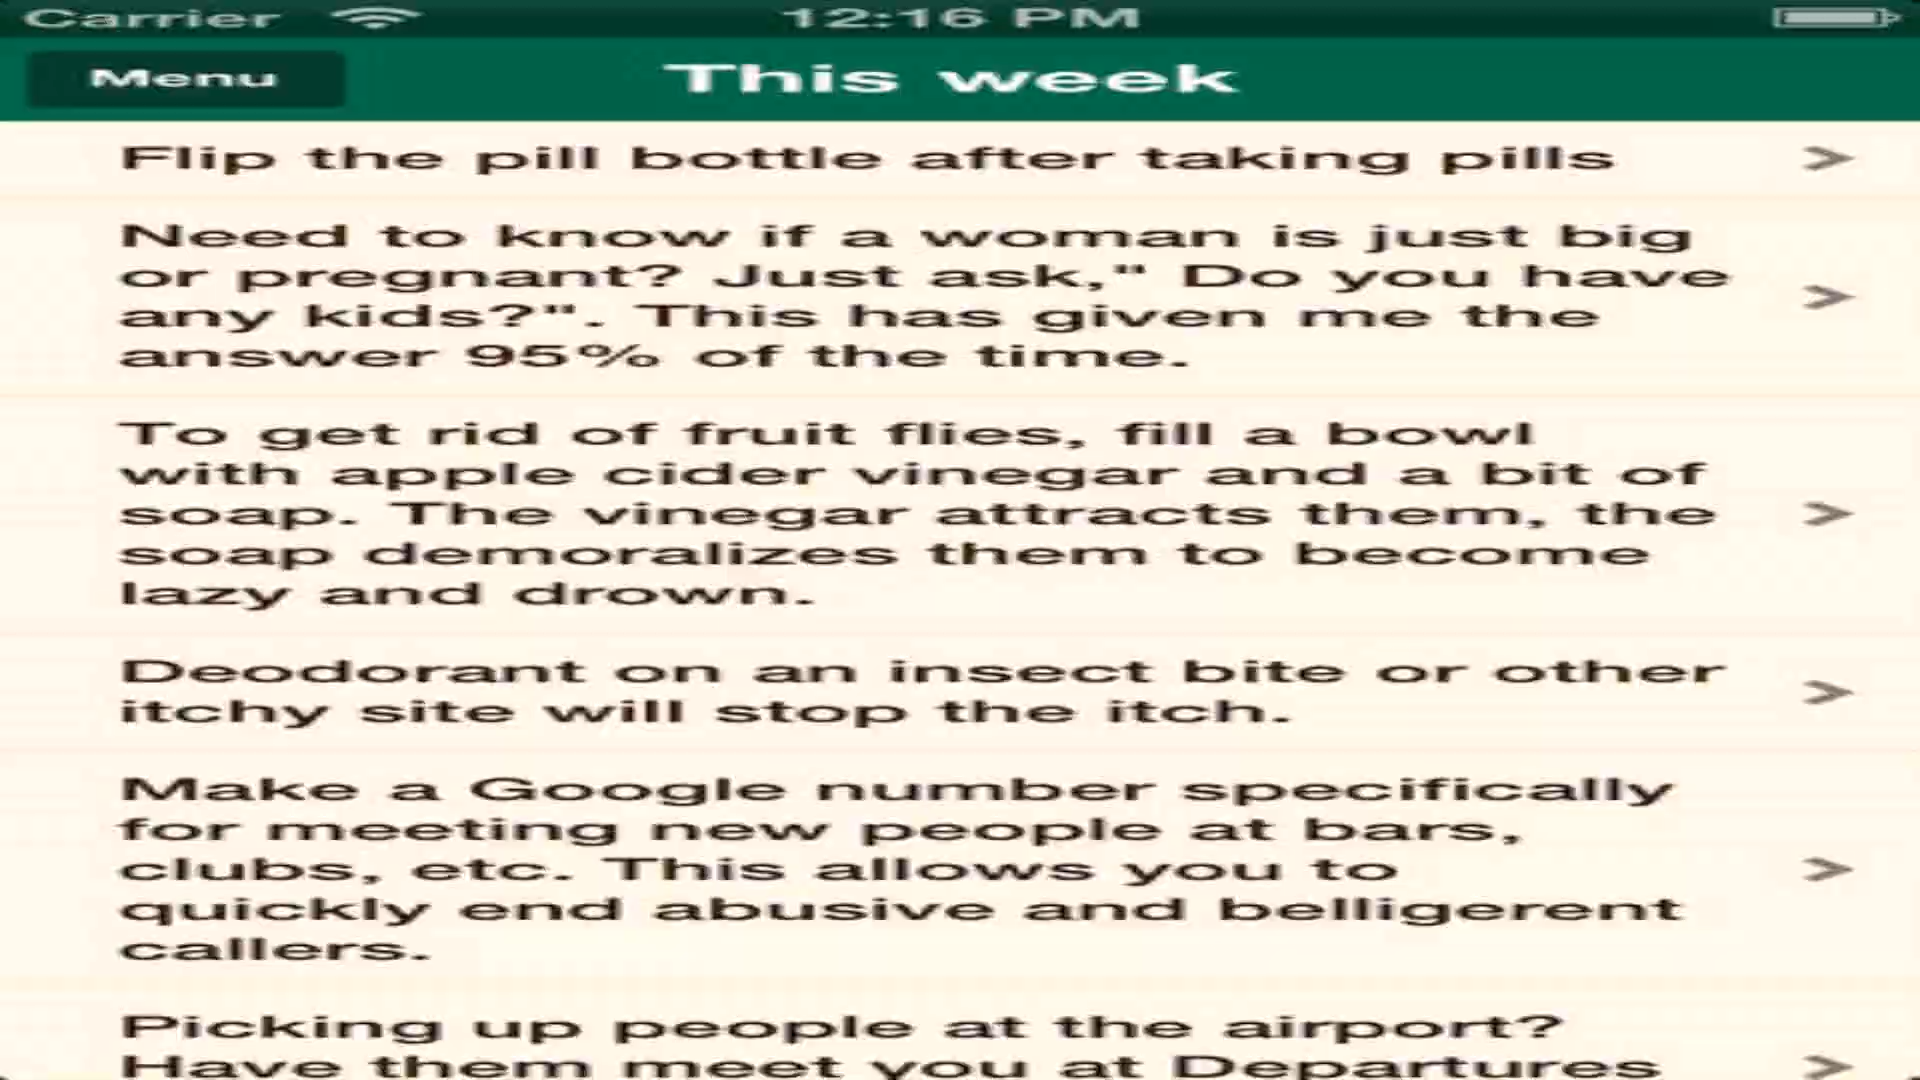 Carrier 12:16 PM
Menu This week
Flip the pill bottle after taking pills
Need to know if a woman is just big
or pregnant? Just ask," Do you have
any kids?". This has given me the
answer 95% of the time.
To get rid of fruit flies, fill a bowl
with apple cider vinegar and a bit of
soap. The vinegar attracts them, the
soap demoralizes them to become
lazy and drown.
Deodorant on an insect bite or other
itchy site will stop the itch.
Make a Google number specifically
for meeting new people at bars,
clubs, etc. This allows you to
quickly end abusive and belligerent
callers.
Picking up people at the airport?
Have them meet you at Departures